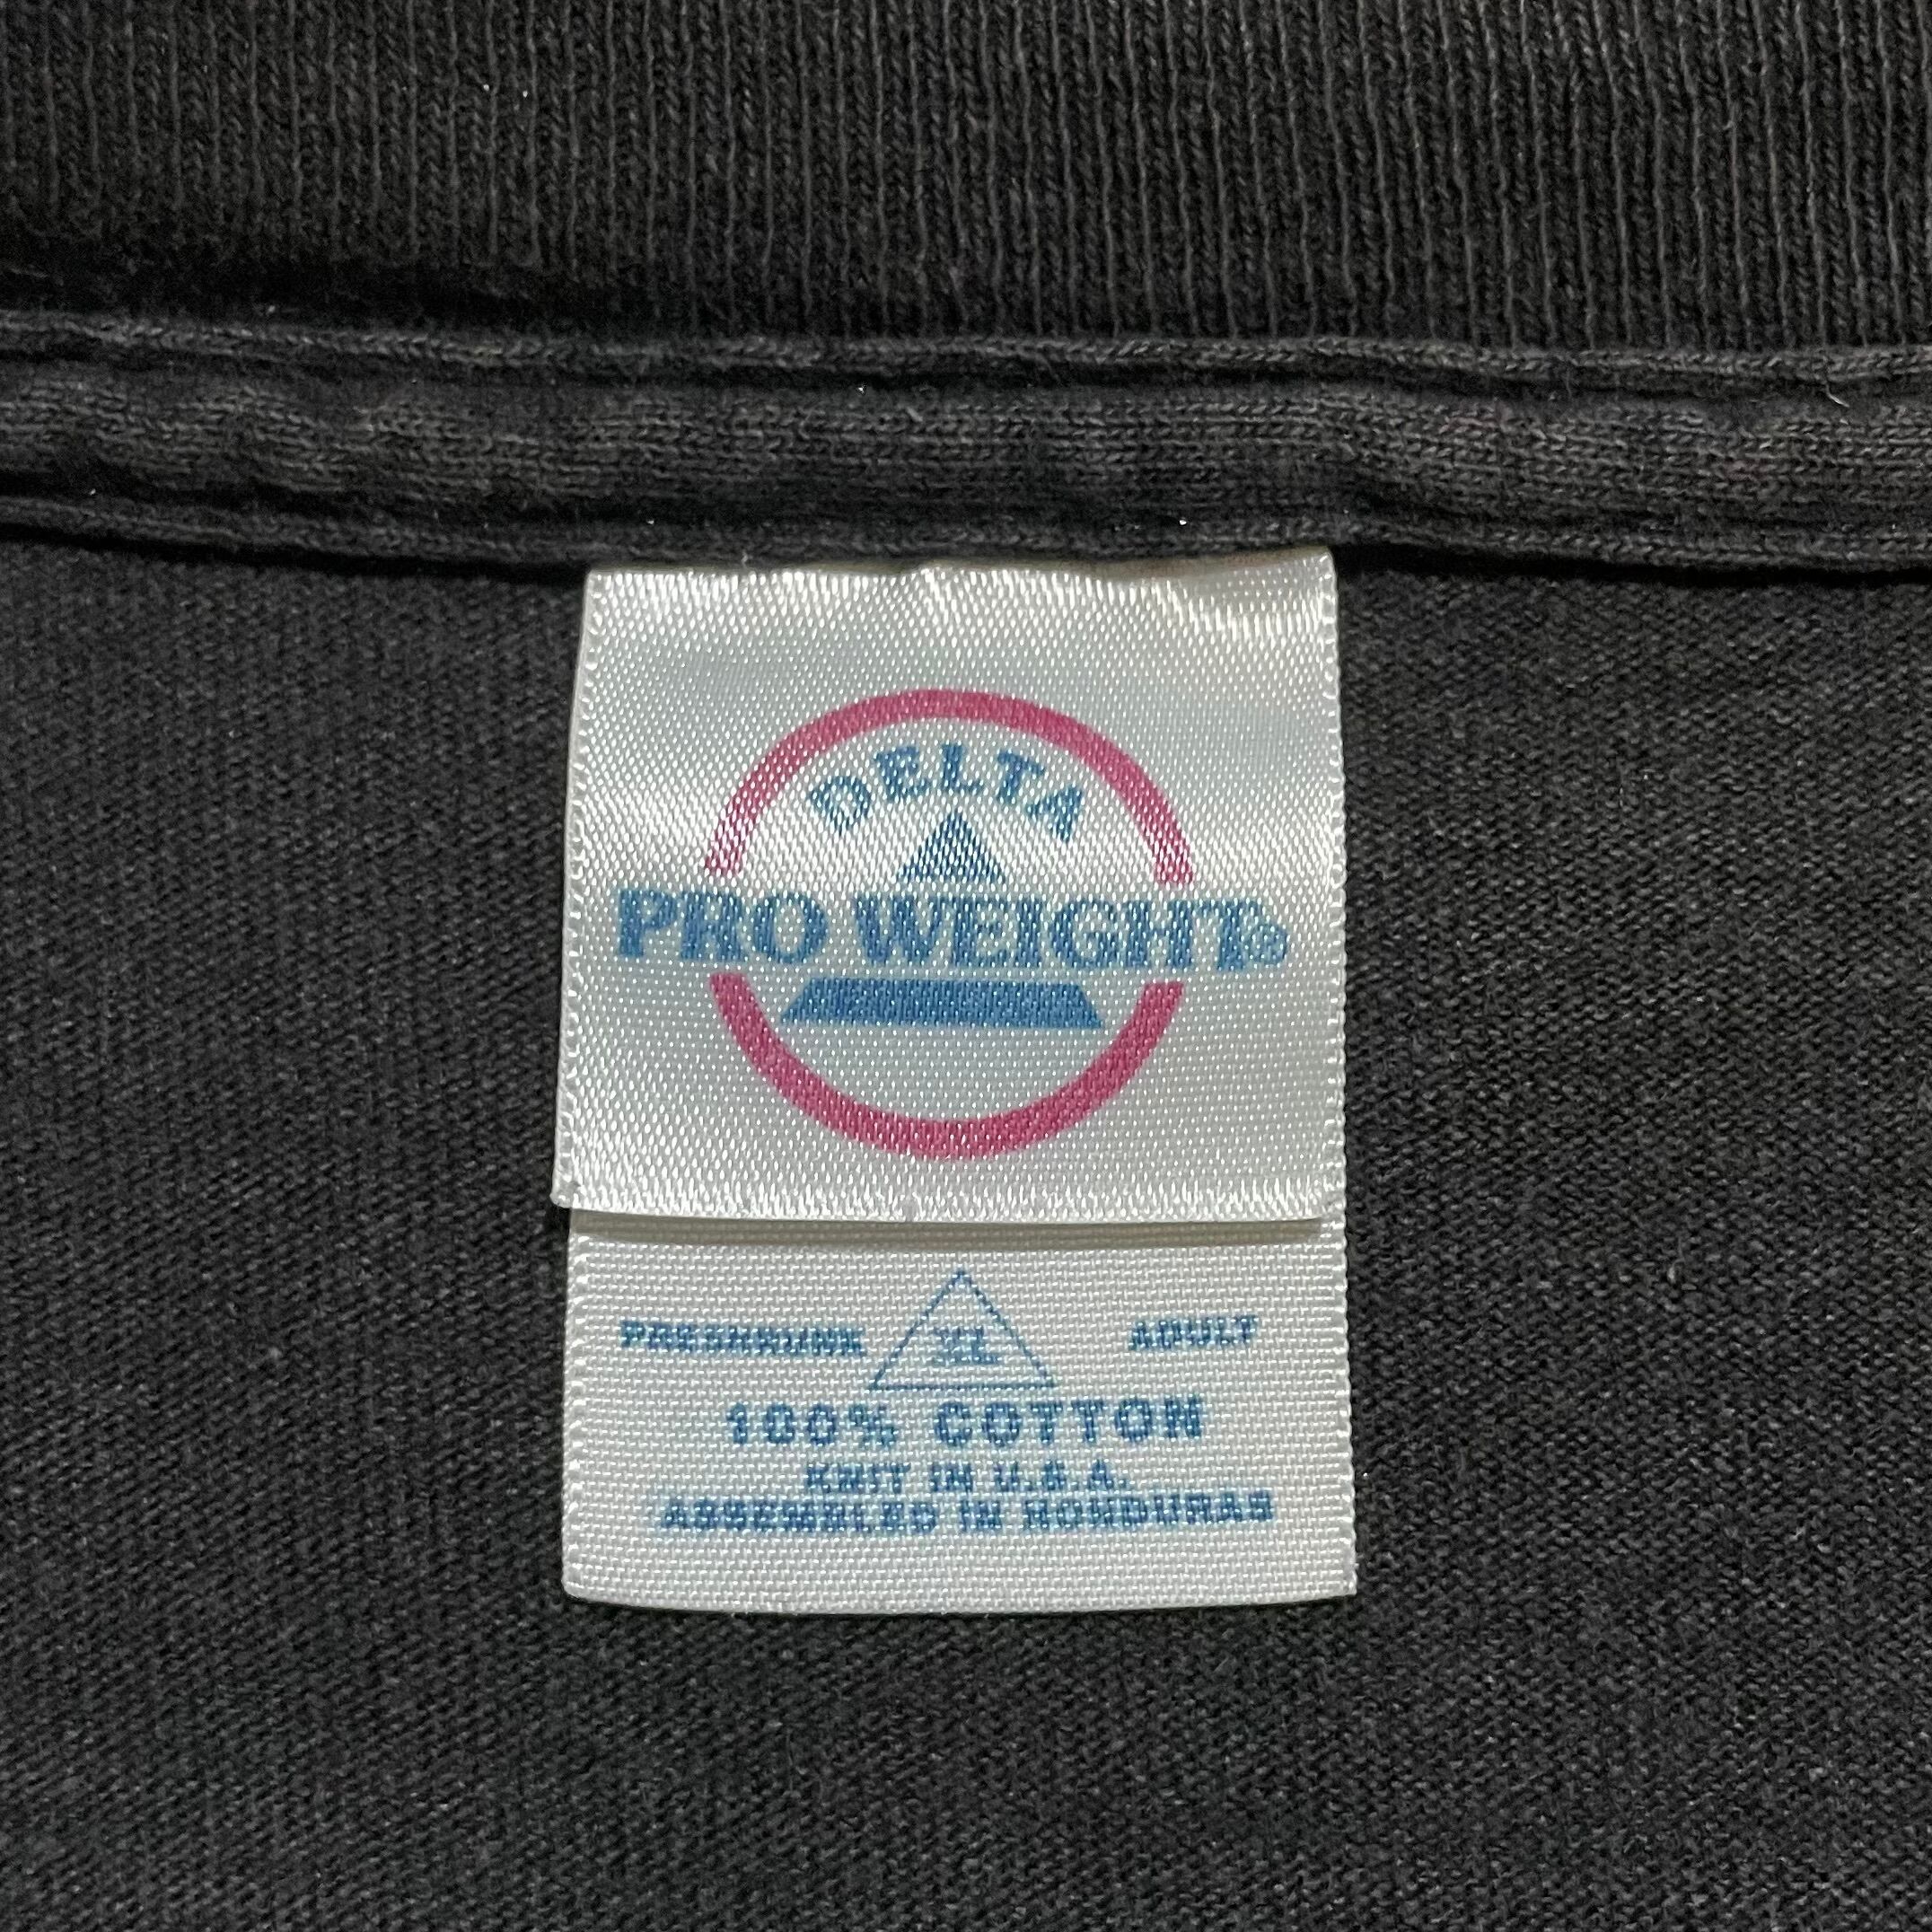 DELTA
PRO WEIGHT®
PRESHRUNK XL ADULT
100% COTTON
KNIT IN U.S.A.
ASSEMBLED IN HONDURAS